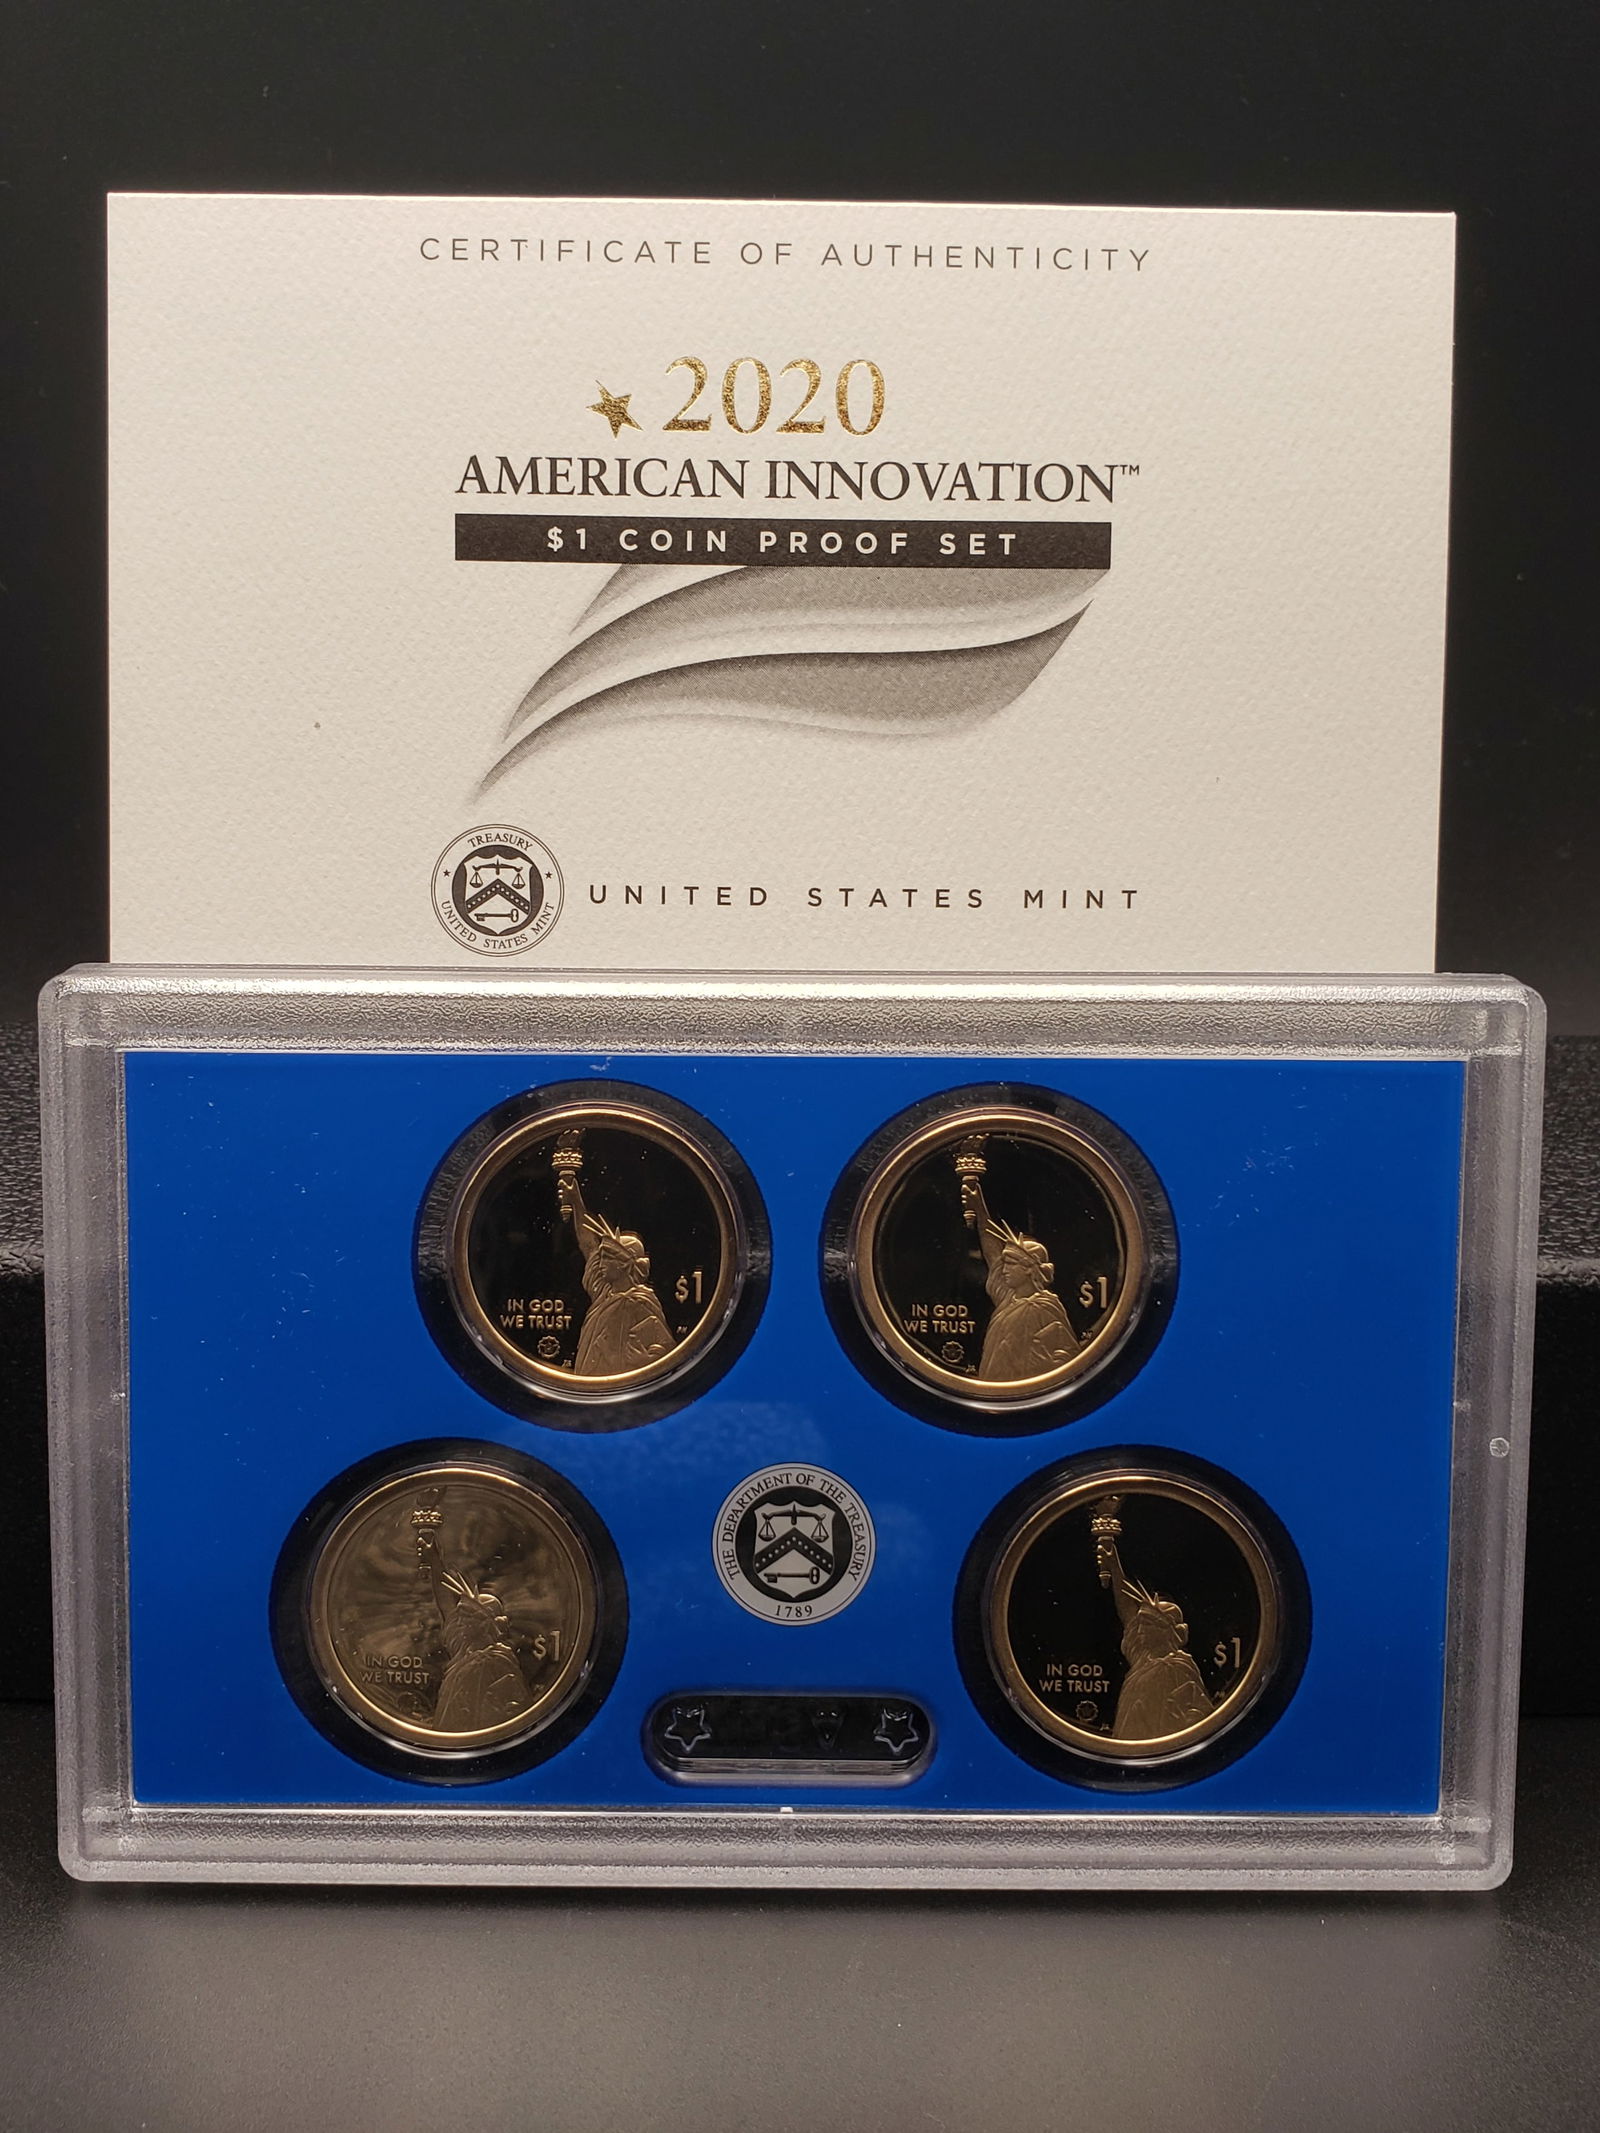 CERTIFICATE OF AUTHENTICITY
2020
AMERICAN INNOVATION™
$1 COIN PROOF SET
TREASURY
UNITED STATES MINT
UNITED STATES MINT
IN GOD
WE TRUST
$1
IN GOD
WE TRUST
$1
THE DEPARTMENT OF THE TREASURY
1789
IN GOD
WE TRUST
$1
IN GOD
WE TRUST
$1